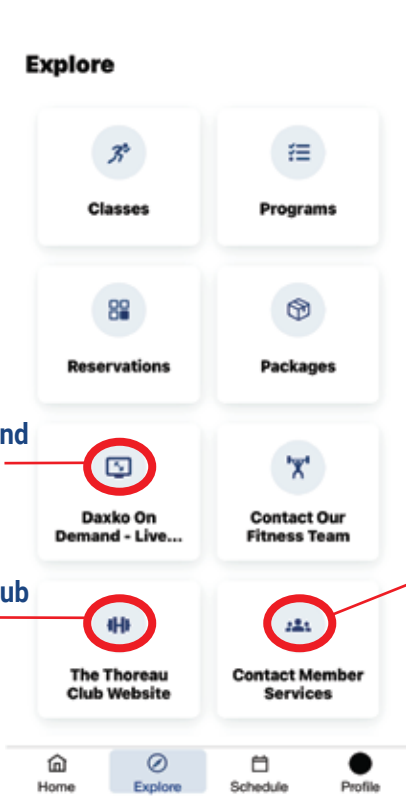 Explore
Classes
Programs
Reservations
Packages
nd
Daxko On
Demand - Live...
Contact Our
Fitness Team
ub
The Thoreau
Club Website
Contact Member
Services
Home
Explore
Schedule
Profile